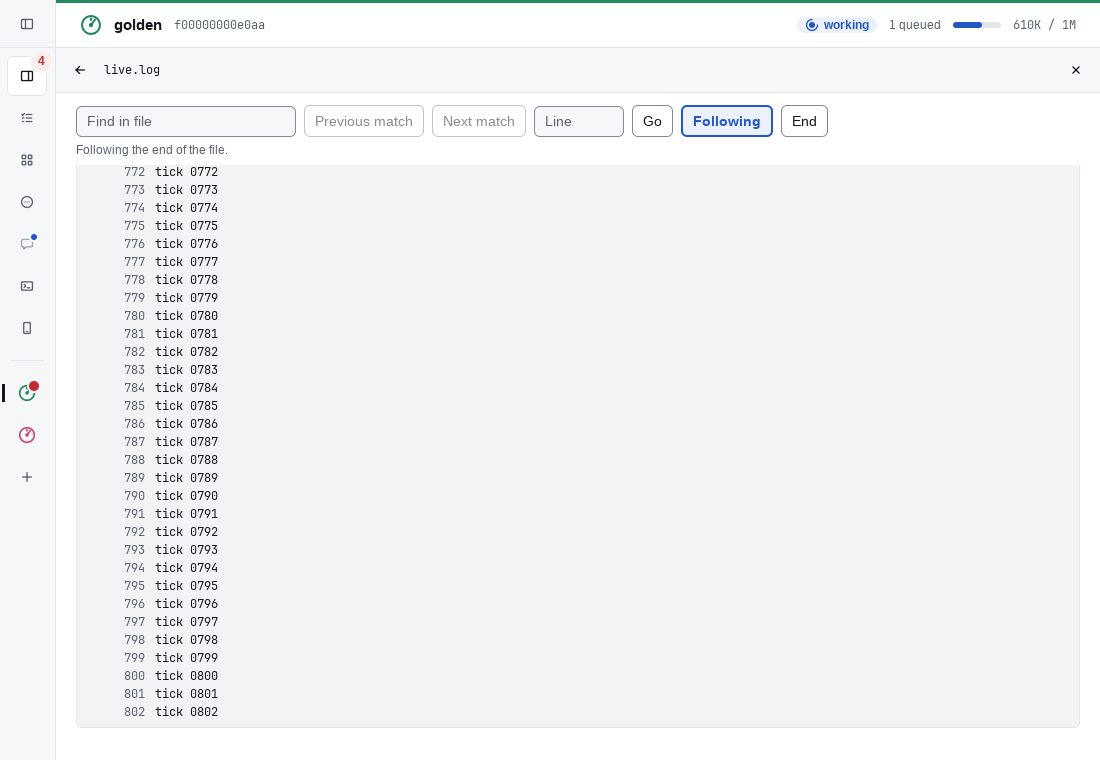 golden f00000000e0aa working 1 queued 610K / 1M
4
live.log
Find in file Previous match Next match Line Go Following End
Following the end of the file.
772 tick 0772
773 tick 0773
774 tick 0774
775 tick 0775
776 tick 0776
777 tick 0777
778 tick 0778
779 tick 0779
780 tick 0780
781 tick 0781
782 tick 0782
783 tick 0783
784 tick 0784
785 tick 0785
786 tick 0786
787 tick 0787
788 tick 0788
789 tick 0789
790 tick 0790
791 tick 0791
792 tick 0792
793 tick 0793
794 tick 0794
795 tick 0795
796 tick 0796
797 tick 0797
798 tick 0798
799 tick 0799
800 tick 0800
801 tick 0801
802 tick 0802